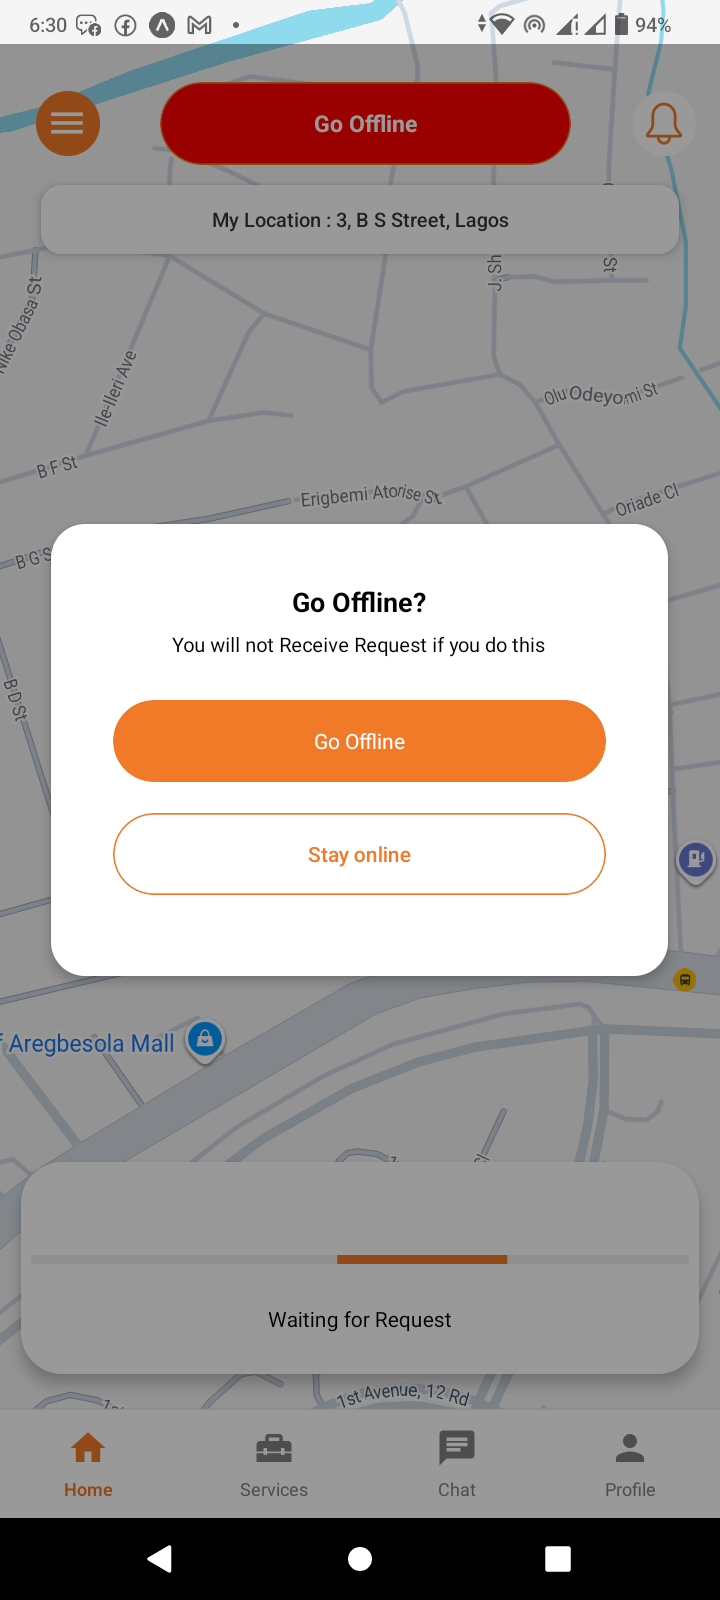 6:30
94%
Go Offline
My Location : 3, B S Street, Lagos
J. Sh
St
Nike Obasa St
Ile-Ileri Ave
Olu Odeyomi St
B F St
Erigbemi Atorise St
Oriade Cl
B G S
Go Offline?
You will not Receive Request if you do this
B D St
Go Offline
Stay online
f Aregbesola Mall
Waiting for Request
1st Avenue, 12 Rd
Home
Services
Chat
Profile